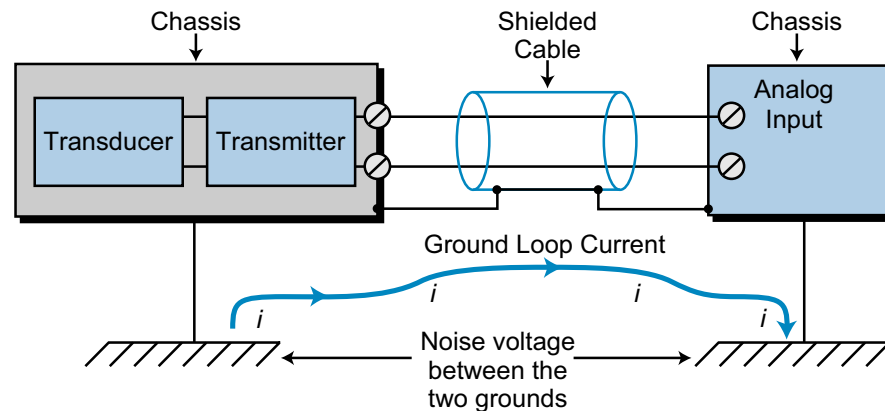 Chassis
Shielded
Cable
Chassis
Transducer
Transmitter
Analog
Input
Ground Loop Current
i
i
i
i
Noise voltage
between the
two grounds